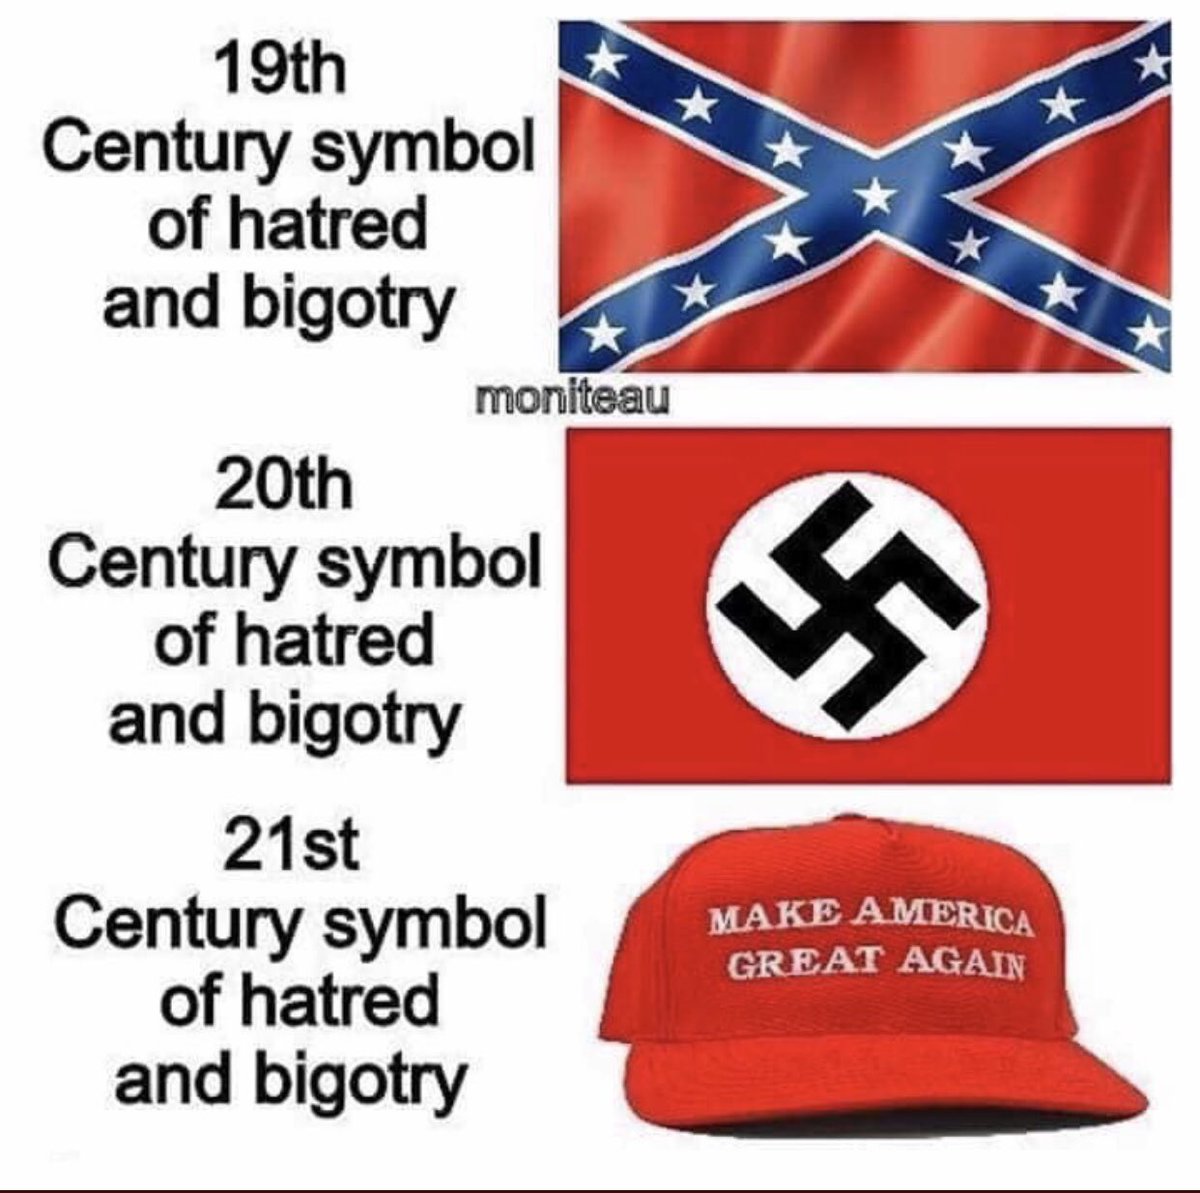 19th
Century symbol
of hatred
and bigotry
moniteau
20th
Century symbol
of hatred
and bigotry
21st
Century symbol
of hatred
and bigotry
MAKE AMERICA
GREAT AGAIN